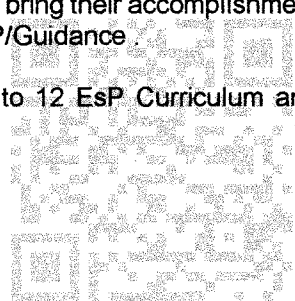 bring their accomplishme
P/Guidance .
to 12 EsP Curriculum ar